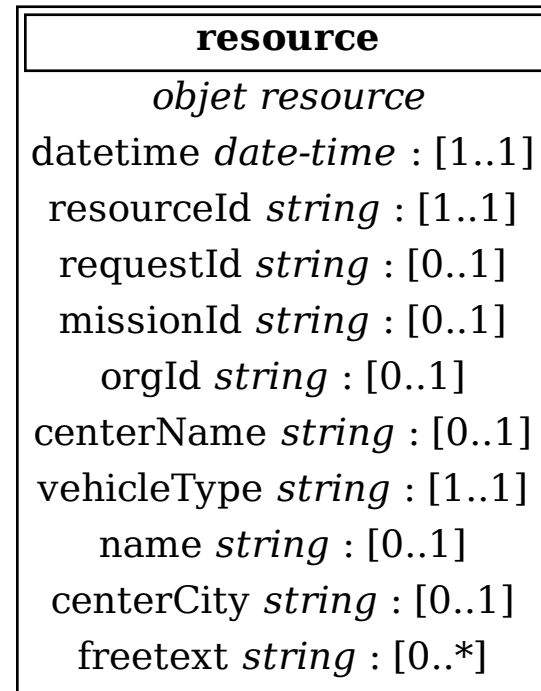 resource
objet resource
datetime date-time : [1..1]
resourceId string : [1..1]
requestId string : [0..1]
missionId string : [0..1]
orgId string : [0..1]
centerName string : [0..1]
vehicleType string : [1..1]
name string : [0..1]
centerCity string : [0..1]
freetext string : [0..*]